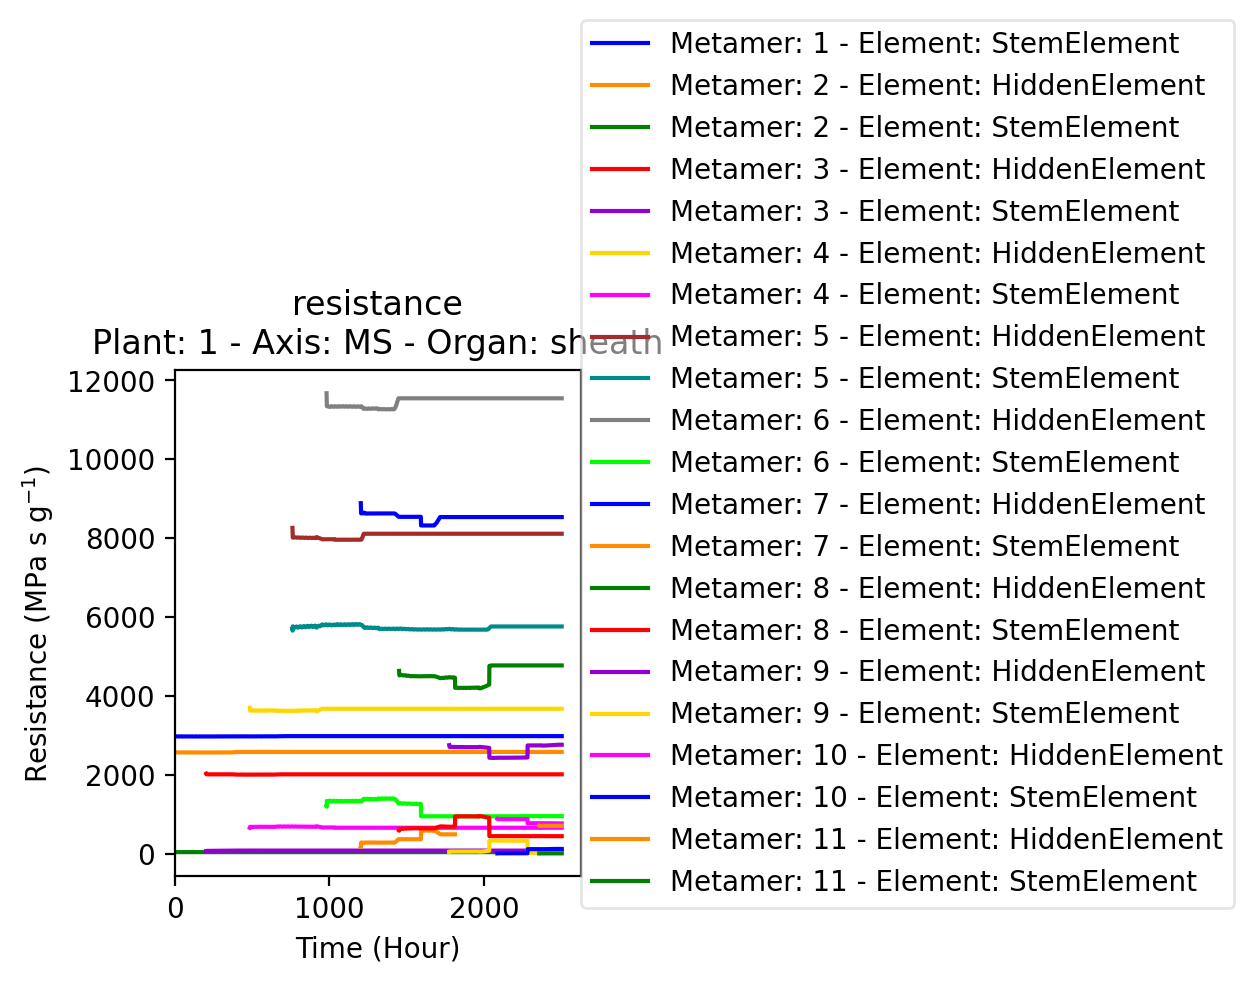 resistance
Plant: 1 - Axis: MS - Organ: sheath
Resistance (MPa s g⁻¹)
12000
10000
8000
6000
4000
2000
0
0 1000 2000
Time (Hour)
Metamer: 1 - Element: StemElement
Metamer: 2 - Element: HiddenElement
Metamer: 2 - Element: StemElement
Metamer: 3 - Element: HiddenElement
Metamer: 3 - Element: StemElement
Metamer: 4 - Element: HiddenElement
Metamer: 4 - Element: StemElement
Metamer: 5 - Element: HiddenElement
Metamer: 5 - Element: StemElement
Metamer: 6 - Element: HiddenElement
Metamer: 6 - Element: StemElement
Metamer: 7 - Element: HiddenElement
Metamer: 7 - Element: StemElement
Metamer: 8 - Element: HiddenElement
Metamer: 8 - Element: StemElement
Metamer: 9 - Element: HiddenElement
Metamer: 9 - Element: StemElement
Metamer: 10 - Element: HiddenElement
Metamer: 10 - Element: StemElement
Metamer: 11 - Element: HiddenElement
Metamer: 11 - Element: StemElement